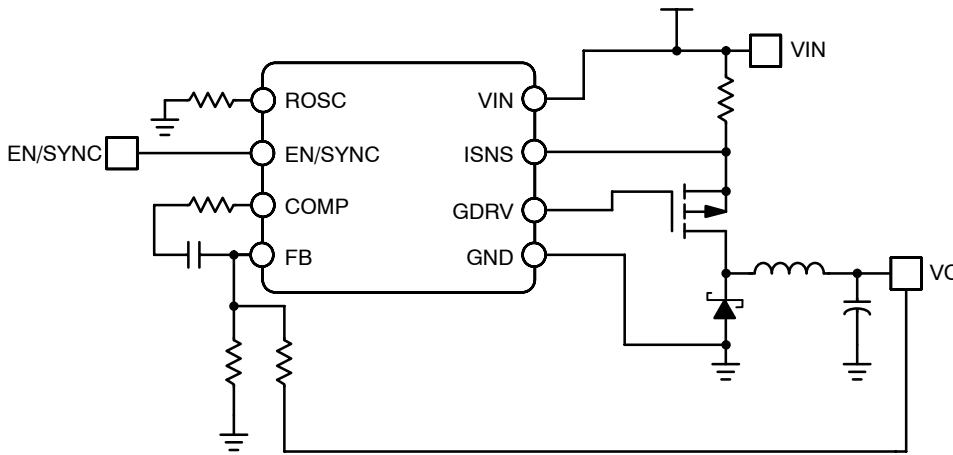 VIN
ROSC
VIN
EN/SYNC
EN/SYNC
ISNS
COMP
GDRV
FB
GND